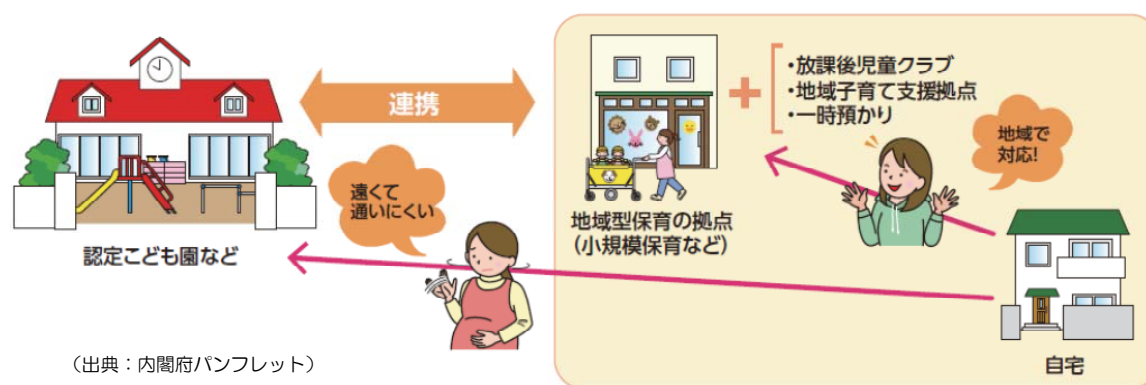 連携
・放課後児童クラブ
・地域子育て支援拠点
・一時預かり
地域で
対応!
遠くて
通いにくい
地域型保育の拠点
(小規模保育など)
認定こども園など
自宅
（出典：内閣府パンフレット）